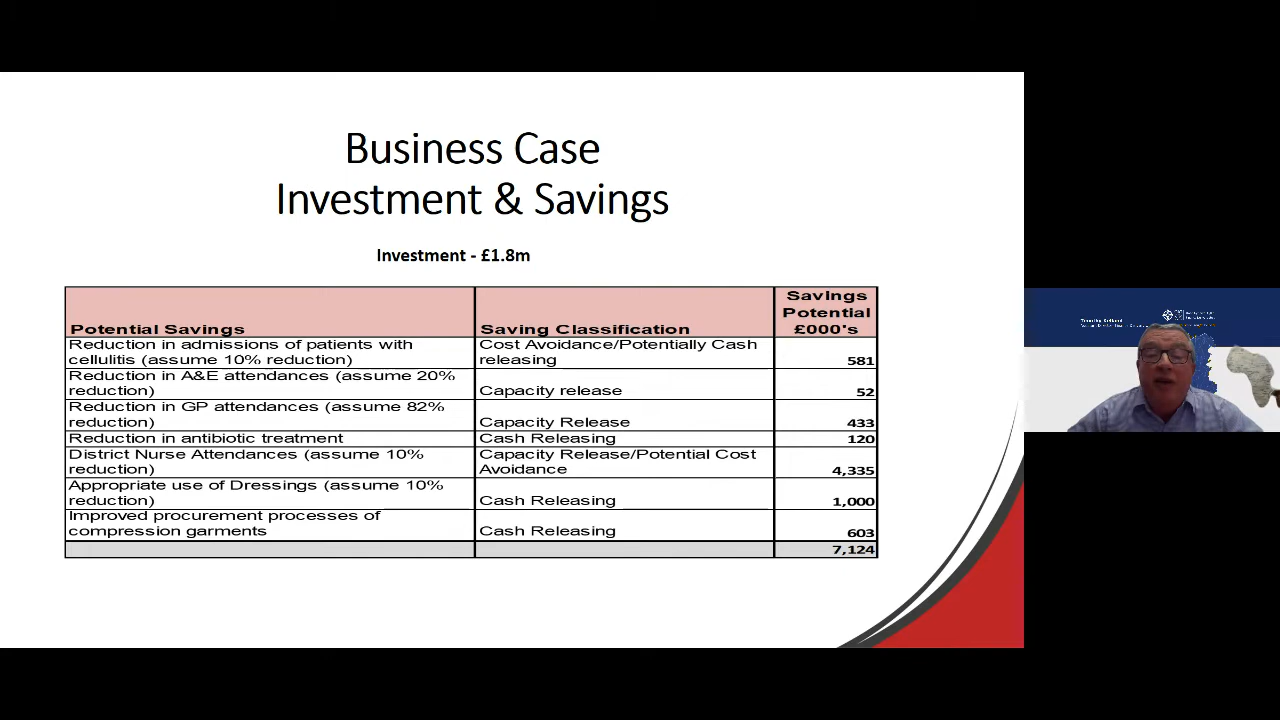 Business Case
Investment & Savings
Investment - £1.8m
Potential Savings
Saving Classification
Savings
Potential
£000's
Reduction in admissions of patients with
cellulitis (assume 10% reduction)
Cost Avoidance/Potentially Cash
releasing
581
Reduction in A&E attendances (assume 20%
reduction)
Capacity release
52
Reduction in GP attendances (assume 82%
reduction)
Capacity Release
433
Reduction in antibiotic treatment
Cash Releasing
120
District Nurse Attendances (assume 10%
reduction)
Capacity Release/Potential Cost
Avoidance
4,335
Appropriate use of Dressings (assume 10%
reduction)
Cash Releasing
1,000
Improved procurement processes of
compression garments
Cash Releasing
603
7,124